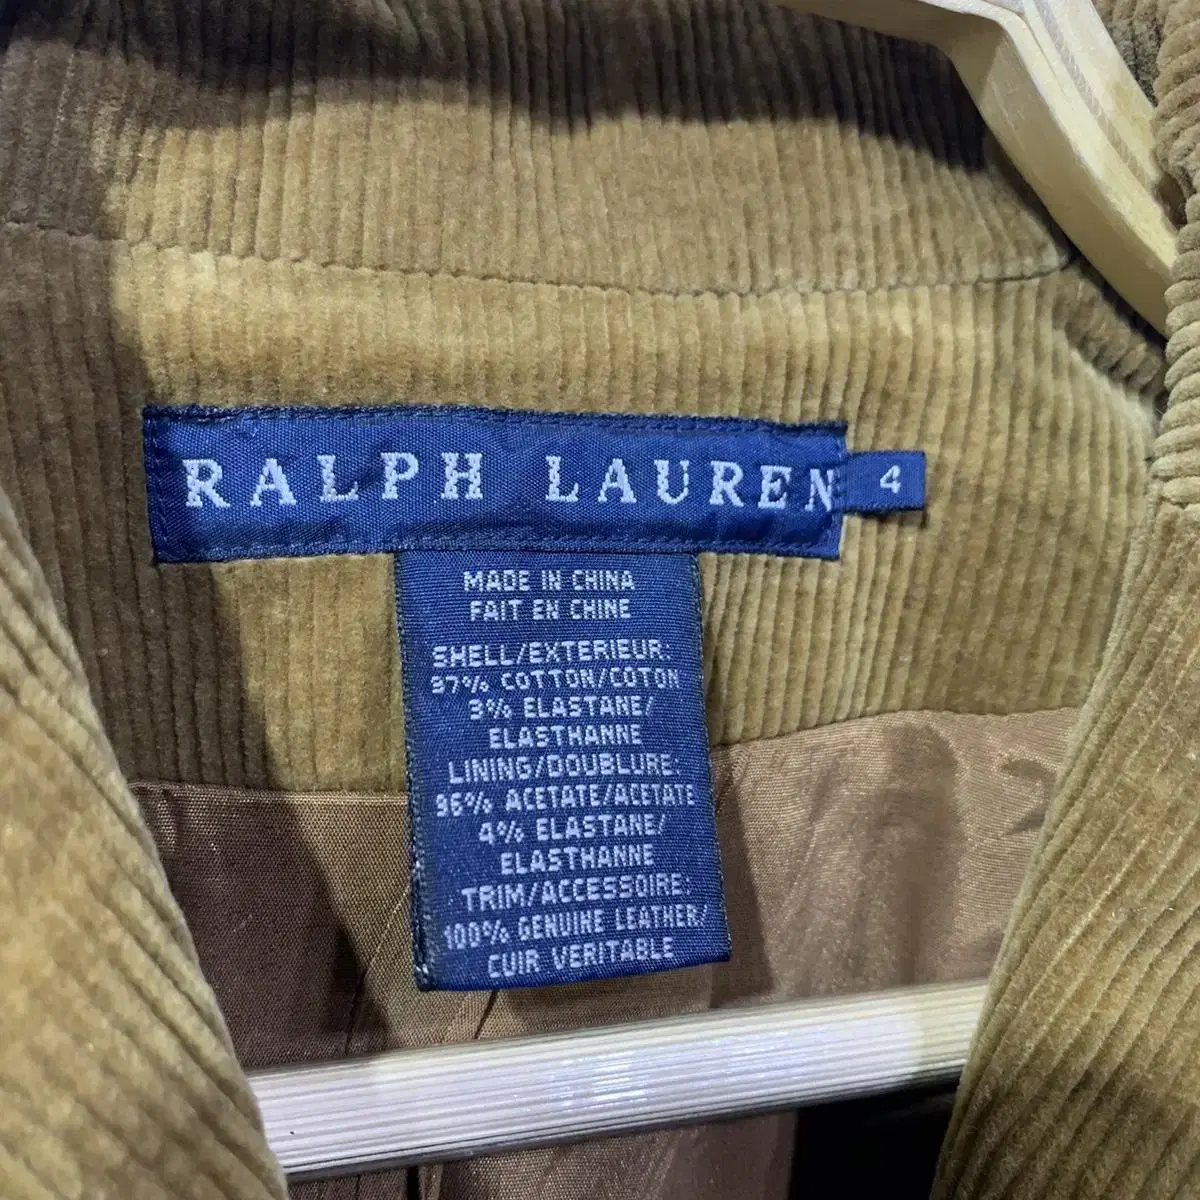 RALPH LAUREN
4
MADE IN CHINA
FAIT EN CHINE
SHELL/EXTERIEUR:
97% COTTON/COTON
3% ELASTANE/
ELASTHANNE
LINING/DOUBLURE:
96% ACETATE/ACETATE
4% ELASTANE/
ELASTHANNE
TRIM/ACCESSOIRE:
100% GENUINE LEATHER/
CUIR VERITABLE